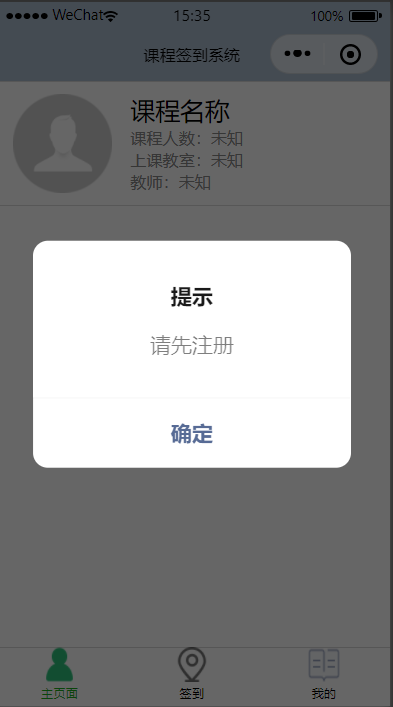 WeChat 15:35 100%
课程签到系统
课程名称
课程人数：未知
上课教室：未知
教师：未知
提示
请先注册
确定
主页面 签到 我的